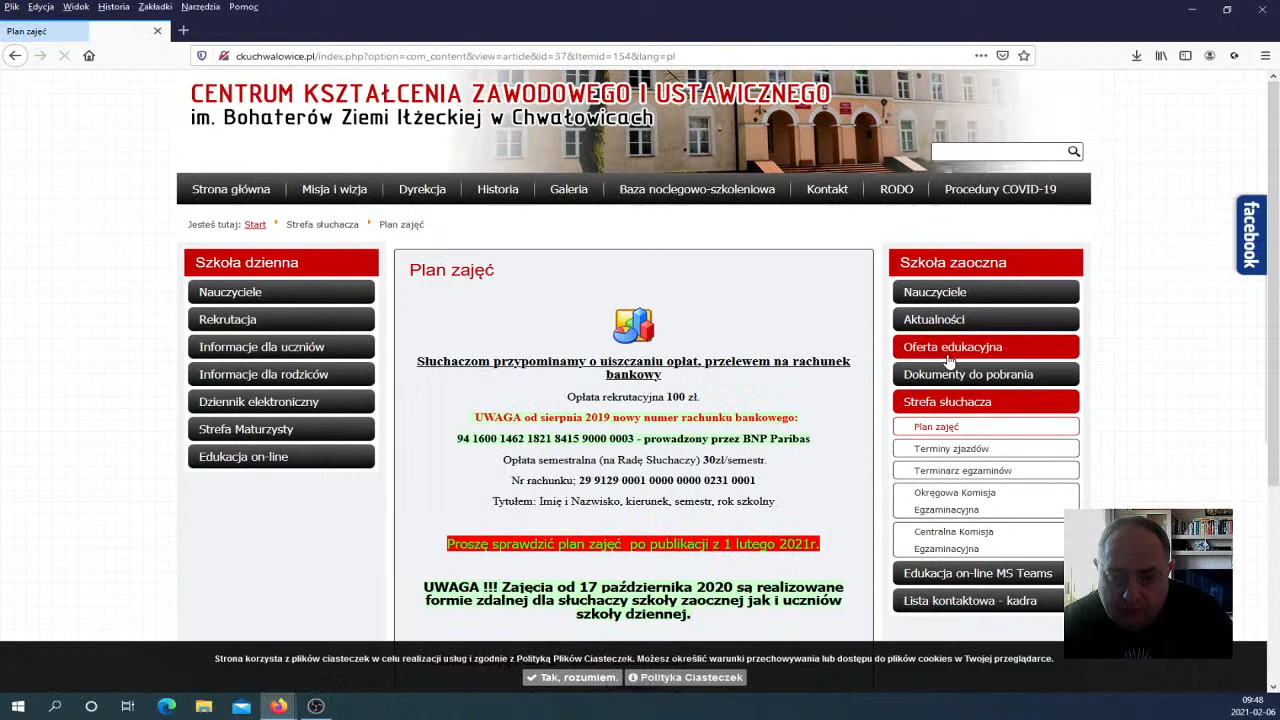 Plik Edycja Widok Historia Zakładki Narzędzia Pomoc
Plan zajęć
ckuchwalowice.pl/index.php?option=com_content&view=article&id=37&Itemid=154&lang=pl
CENTRUM KSZTAŁCENIA ZAWODOWEGO I USTAWICZNEGO
im. Bohaterów Ziemi Iłżeckiej w Chwałowicach
Strona główna Misja i wizja Dyrekcja Historia Galeria Baza noclegowo-szkoleniowa Kontakt RODO Procedury COVID-19
Jesteś tutaj: Start Strefa słuchacza Plan zajęć
facebook
Szkoła dzienna
Nauczyciele
Rekrutacja
Informacje dla uczniów
Informacje dla rodziców
Dziennik elektroniczny
Strefa Maturzysty
Edukacja on-line
Plan zajęć
Słuchaczom przypominamy o uiszczaniu opłat, przelewem na rachunek
bankowy
Opłata rekrutacyjna 100 zł.
UWAGA od sierpnia 2019 nowy numer rachunku bankowego:
94 1600 1462 1821 8415 9000 0003 - prowadzony przez BNP Paribas
Opłata semestralna (na Radę Słuchaczy) 30zł/semestr.
Nr rachunku; 29 9129 0001 0000 0000 0231 0001
Tytułem: Imię i Nazwisko, kierunek, semestr, rok szkolny
Proszę sprawdzić plan zajęć po publikacji z 1 lutego 2021r.
UWAGA !!! Zajęcia od 17 października 2020 są realizowane
formie zdalnej dla słuchaczy szkoły zaocznej jak i uczniów
szkoły dziennej.
Szkoła zaoczna
Nauczyciele
Aktualności
Oferta edukacyjna
Dokumenty do pobrania
Strefa słuchacza
Plan zajęć
Terminy zjazdów
Terminarz egzaminów
Okręgowa Komisja
Egzaminacyjna
Centralna Komisja
Egzaminacyjna
Edukacja on-line MS Teams
Lista kontaktowa - kadra
Strona korzysta z plików ciasteczek w celu realizacji usług i zgodnie z Polityką Plików Ciasteczek. Możesz określić warunki przechowywania lub dostępu do plików cookies w Twojej przeglądarce.
Tak, rozumiem. Polityka Ciasteczek
09:48
2021-02-06